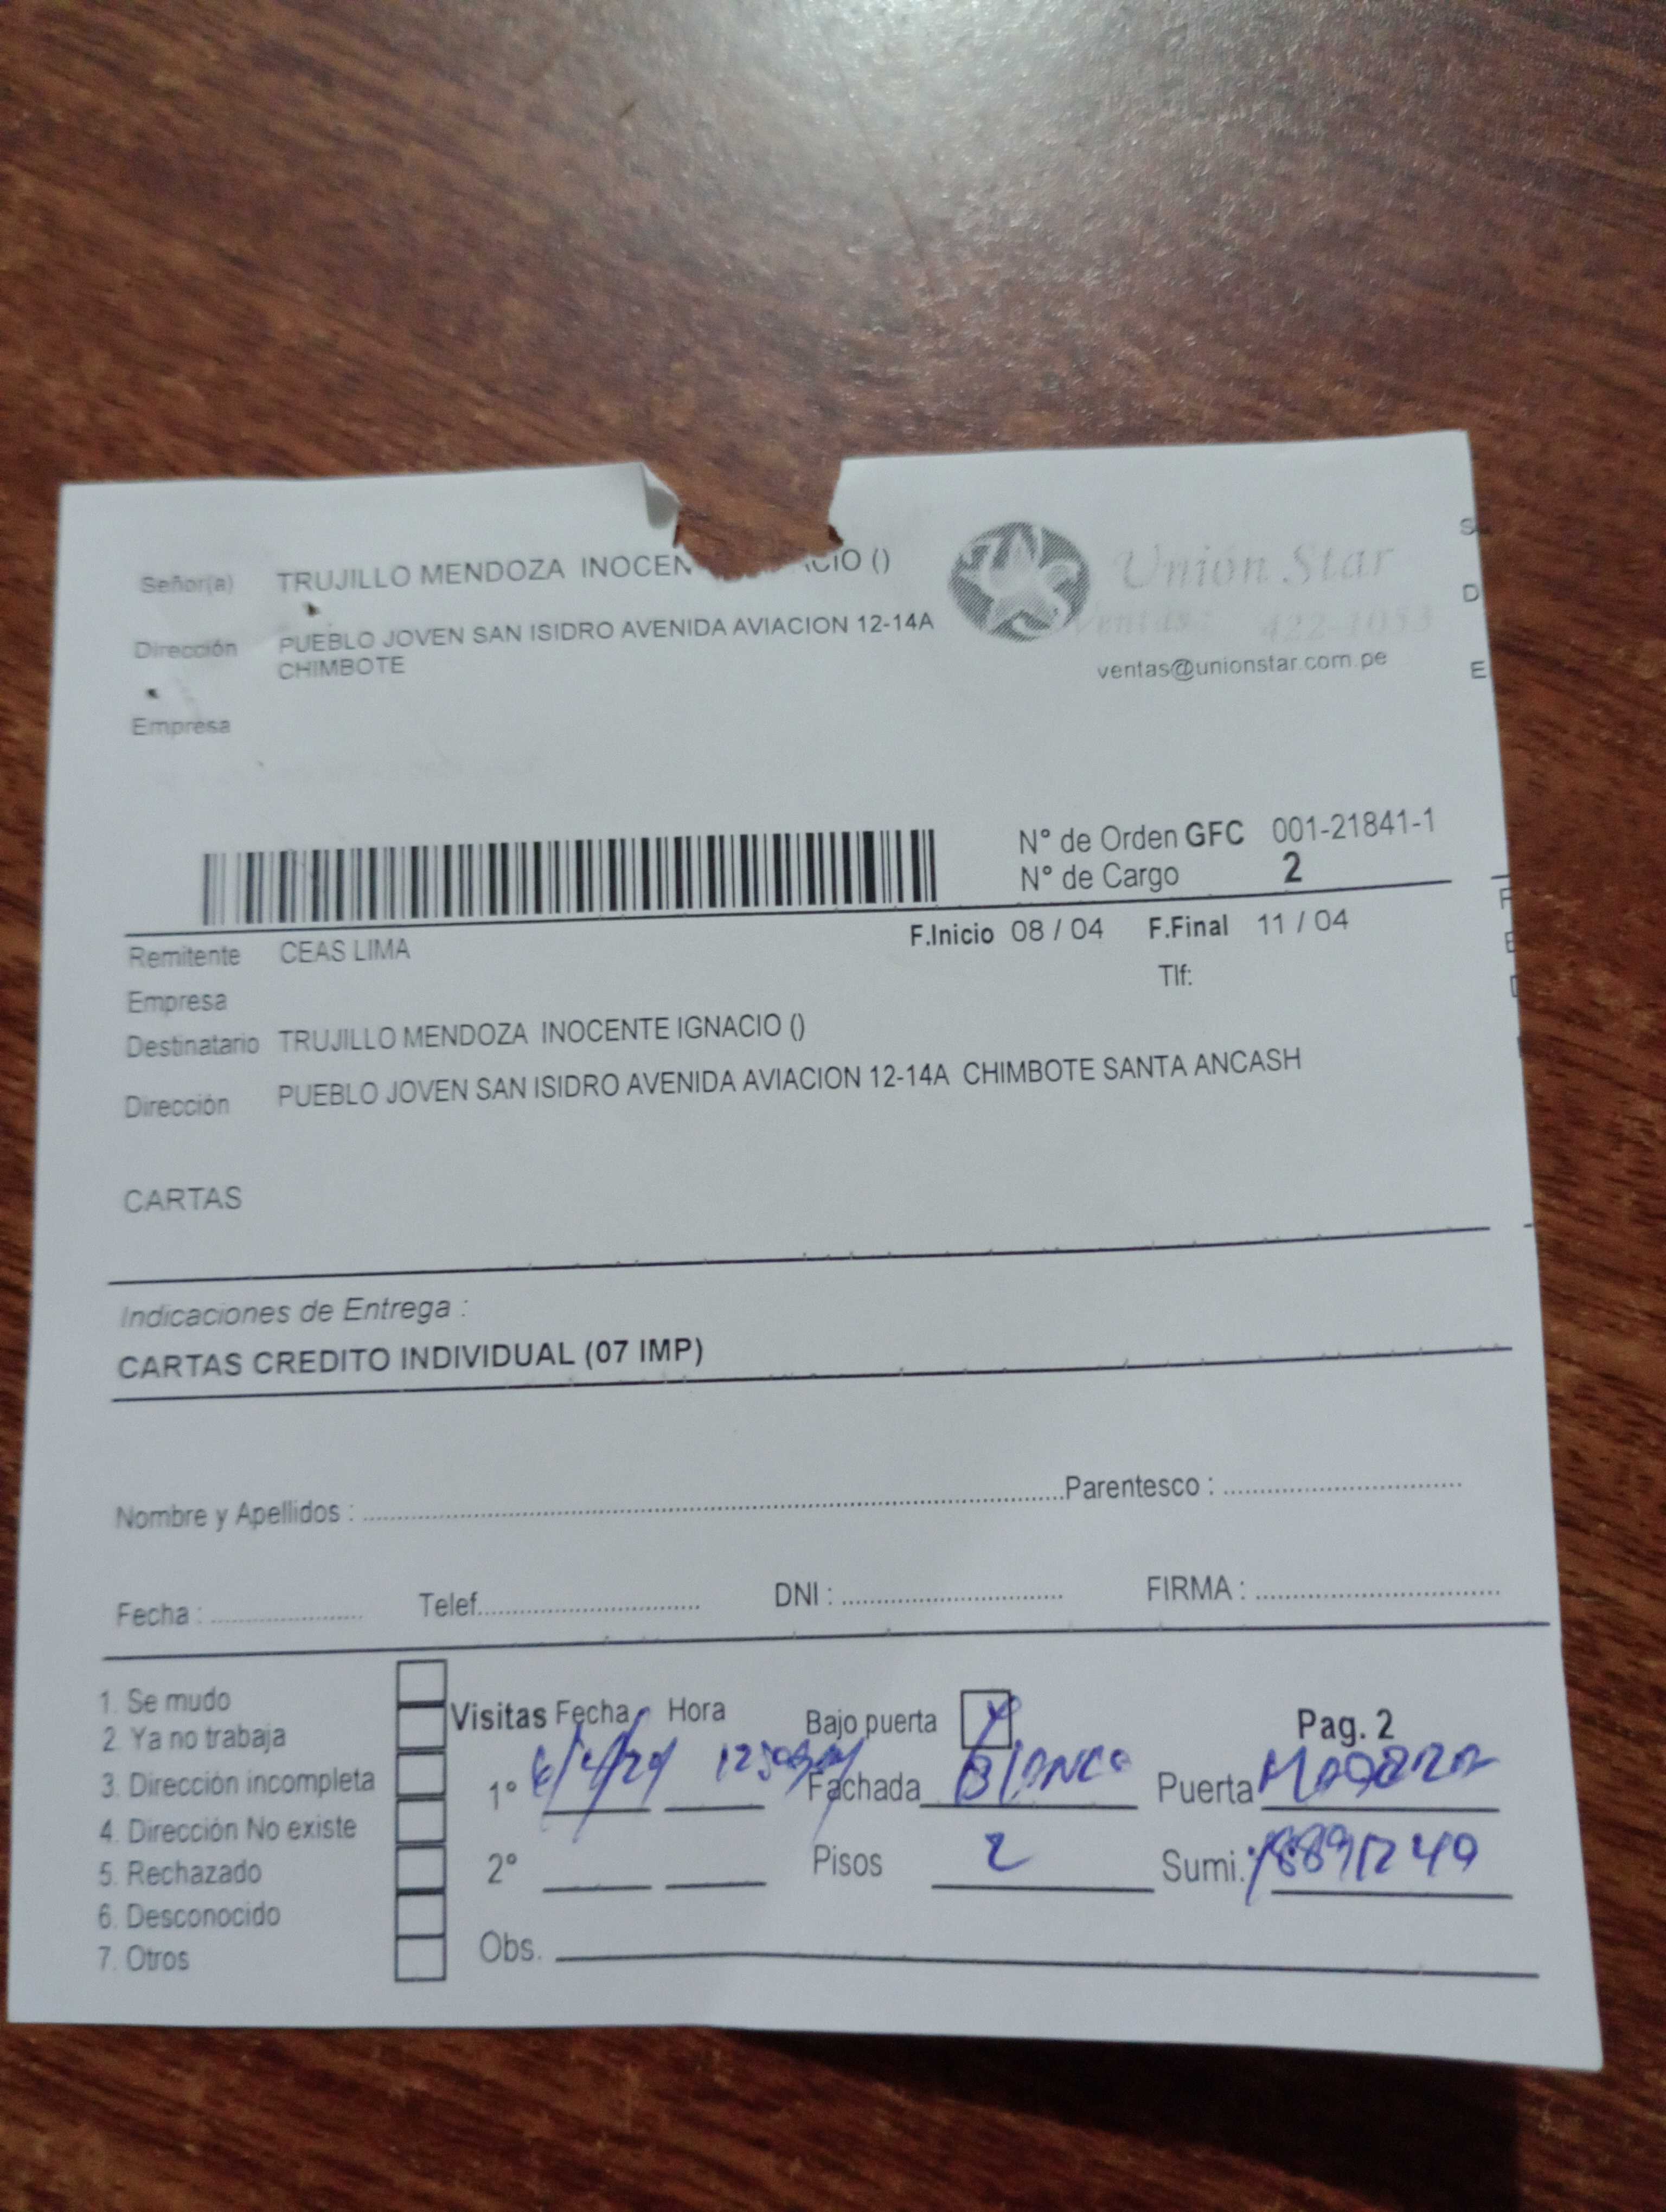 Señor(a) TRUJILLO MENDOZA INOCEN CIO ()
Dirección PUEBLO JOVEN SAN ISIDRO AVENIDA AVIACION 12-14A
CHIMBOTE
Empresa
Unión Star
Ventas: 422-1053
ventas@unionstar.com.pe
S
D
E
N° de Orden GFC 001-21841-1
N° de Cargo 2
Remitente CEAS LIMA F.Inicio 08 / 04 F.Final 11 / 04
Empresa Tlf:
Destinatario TRUJILLO MENDOZA INOCENTE IGNACIO ()
Dirección PUEBLO JOVEN SAN ISIDRO AVENIDA AVIACION 12-14A CHIMBOTE SANTA ANCASH
CARTAS
Indicaciones de Entrega :
CARTAS CREDITO INDIVIDUAL (07 IMP)
Nombre y Apellidos : Parentesco :
Fecha : Telef. DNI : FIRMA :
1. Se mudo
2. Ya no trabaja
3. Dirección incompleta
4. Dirección No existe
5. Rechazado
6. Desconocido
7. Otros
Visitas Fecha Hora Bajo puerta Pag. 2
1° Fachada Blanco Puerta
2° Pisos 2 Sumi.:
Obs.